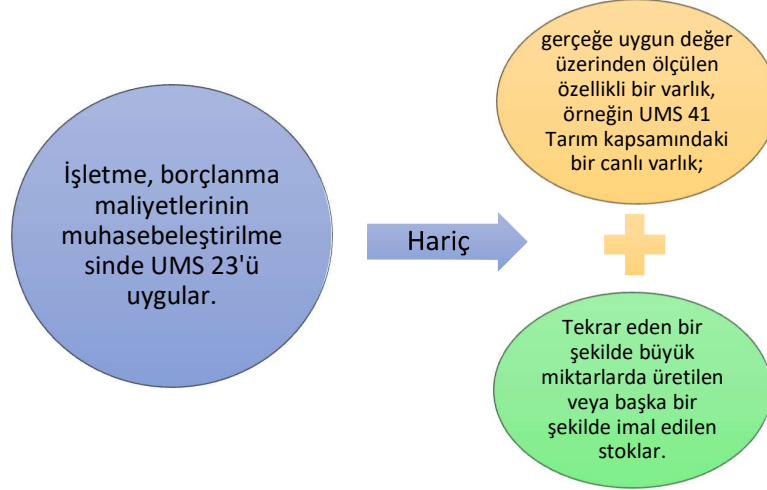 İşletme, borçlanma
maliyetlerinin
muhasebeleştirilme
sinde UMS 23'ü
uygular.
Hariç
gerçeğe uygun değer
üzerinden ölçülen
özellikli bir varlık,
örneğin UMS 41
Tarım kapsamındaki
bir canlı varlık;
Tekrar eden bir
şekilde büyük
miktarlarda üretilen
veya başka bir
şekilde imal edilen
stoklar.